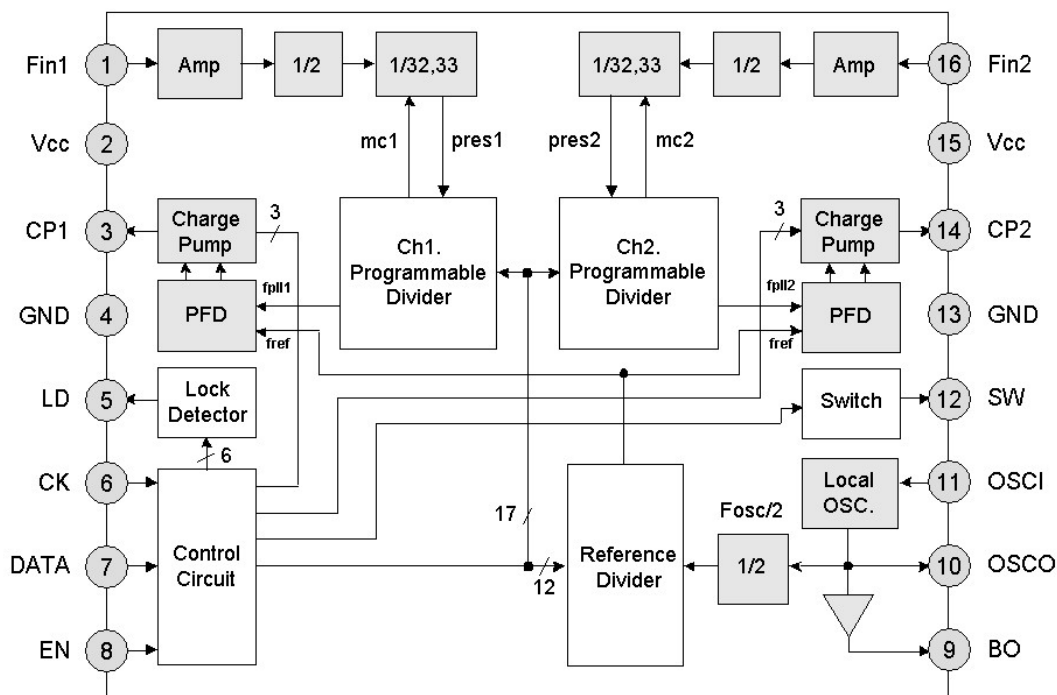 Fin1 1 Amp 1/2 1/32,33 1/32,33 1/2 Amp 16 Fin2
Vcc 2 mc1 pres1 pres2 mc2 15 Vcc
CP1 3 Charge
Pump 3 Ch1.
Programmable
Divider Ch2.
Programmable
Divider 3 Charge
Pump 14 CP2
GND 4 PFD fpll1
fref fpll2
fref PFD 13 GND
LD 5 Lock
Detector Switch 12 SW
6
CK 6 Local
OSC. 11 OSCI
17 Fosc/2
DATA 7 Control
Circuit 12 Reference
Divider 1/2 10 OSCO
EN 8 9 BO